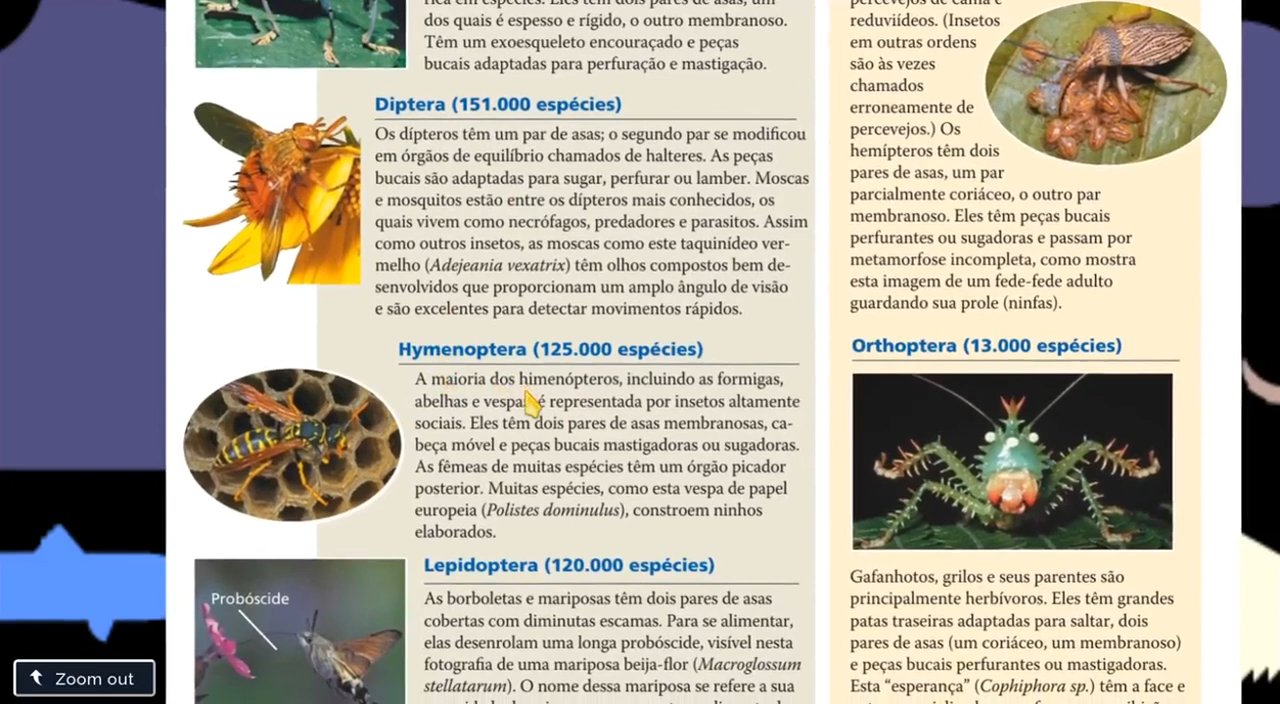 dos quais é espesso e rígido, o outro membranoso.
Têm um exoesqueleto encouraçado e peças
bucais adaptadas para perfuração e mastigação.
Diptera (151.000 espécies)
Os dípteros têm um par de asas; o segundo par se modificou
em órgãos de equilíbrio chamados de halteres. As peças
bucais são adaptadas para sugar, perfurar ou lamber. Moscas
e mosquitos estão entre os dípteros mais conhecidos, os
quais vivem como necrófagos, predadores e parasitos. Assim
como outros insetos, as moscas como este taquinídeo ver-
melho (Adejeania vexatrix) têm olhos compostos bem de-
senvolvidos que proporcionam um amplo ângulo de visão
e são excelentes para detectar movimentos rápidos.
Hymenoptera (125.000 espécies)
A maioria dos himenópteros, incluindo as formigas,
abelhas e vespas é representada por insetos altamente
sociais. Eles têm dois pares de asas membranosas, ca-
beça móvel e peças bucais mastigadoras ou sugadoras.
As fêmeas de muitas espécies têm um órgão picador
posterior. Muitas espécies, como esta vespa de papel
europeia (Polistes dominulus), constroem ninhos
elaborados.
Lepidoptera (120.000 espécies)
Probóscide
As borboletas e mariposas têm dois pares de asas
cobertas com diminutas escamas. Para se alimentar,
elas desenrolam uma longa probóscide, visível nesta
fotografia de uma mariposa beija-flor (Macroglossum
stellatarum). O nome dessa mariposa se refere a sua
reduviídeos. (Insetos
em outras ordens
são às vezes
chamados
erroneamente de
percevejos.) Os
hemípteros têm dois
pares de asas, um par
parcialmente coriáceo, o outro par
membranoso. Eles têm peças bucais
perfurantes ou sugadoras e passam por
metamorfose incompleta, como mostra
esta imagem de um fede-fede adulto
guardando sua prole (ninfas).
Orthoptera (13.000 espécies)
Gafanhotos, grilos e seus parentes são
principalmente herbívoros. Eles têm grandes
patas traseiras adaptadas para saltar, dois
pares de asas (um coriáceo, um membranoso)
e peças bucais perfurantes ou mastigadoras.
Esta “esperança” (Cophiphora sp.) têm a face e
Zoom out